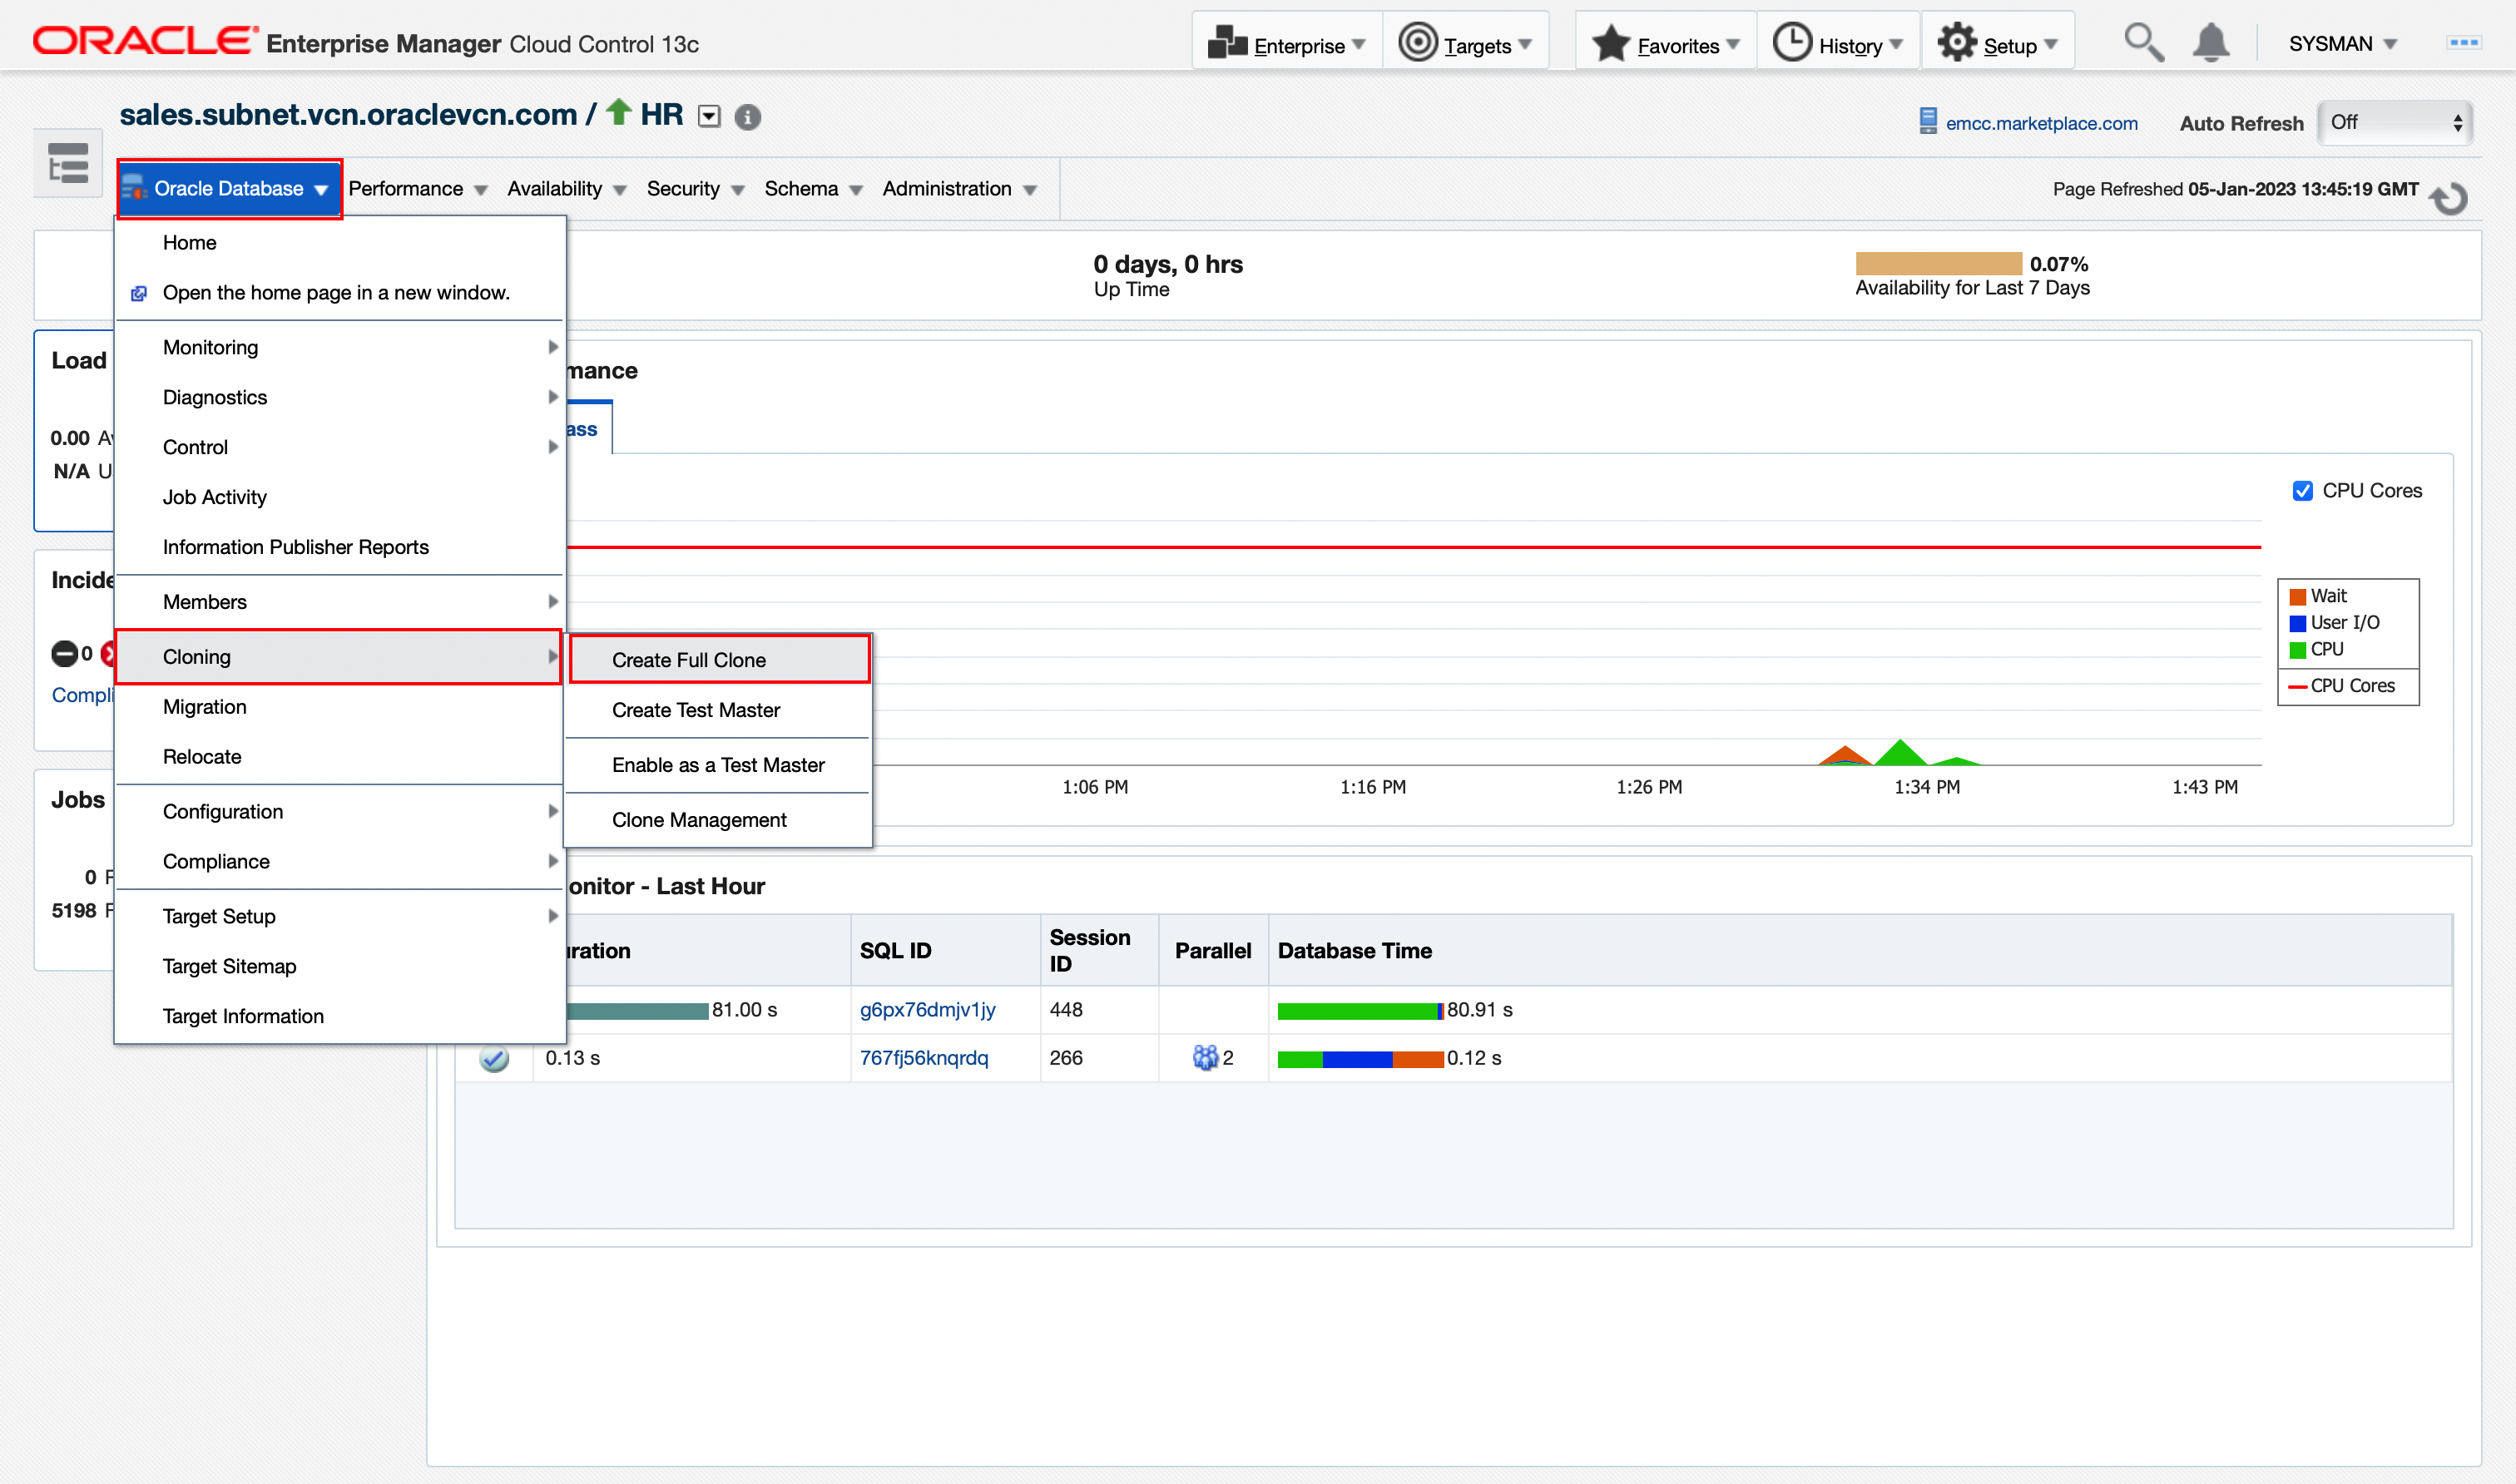 ORACLE Enterprise Manager Cloud Control 13c
Enterprise Targets Favorites History Setup SYSMAN
sales.subnet.vcn.oraclevcn.com / HR
emcc.marketplace.com Auto Refresh Off
Oracle Database Performance Availability Security Schema Administration
Page Refreshed 05-Jan-2023 13:45:19 GMT
Home
Open the home page in a new window.
Monitoring
Diagnostics
Control
Job Activity
Information Publisher Reports
Members
Cloning
Migration
Relocate
Configuration
Compliance
Target Setup
Target Sitemap
Target Information
Create Full Clone
Create Test Master
Enable as a Test Master
Clone Management
0 days, 0 hrs
Up Time
0.07%
Availability for Last 7 Days
Load
0.00
N/A
0
Jobs
0
5198
CPU Cores
Wait
User I/O
CPU
CPU Cores
1:06 PM 1:16 PM 1:26 PM 1:34 PM 1:43 PM
- Last Hour
SQL ID Session ID Parallel Database Time
81.00 s g6px76dmjv1jy 448 80.91 s
0.13 s 767fj56knqrdq 266 2 0.12 s